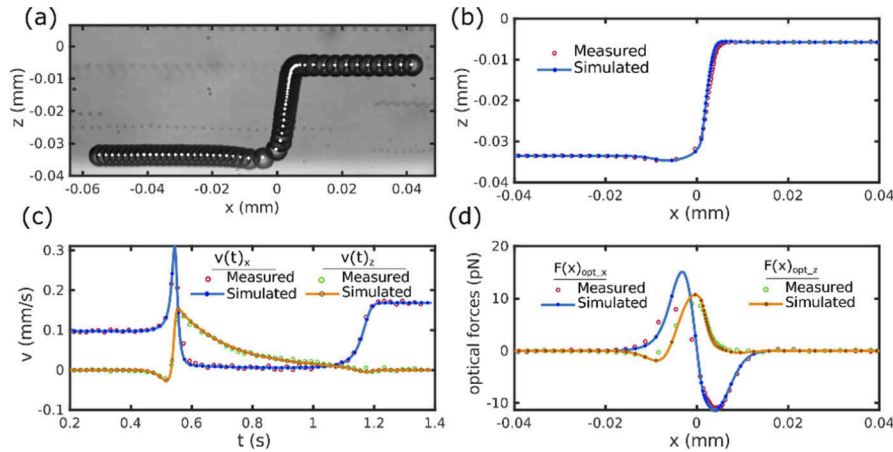 (a)
0
-0.01
-0.02
-0.03
-0.04
z (mm)
-0.06 -0.04 -0.02 0 0.02 0.04
x (mm)
(b)
0
-0.01
-0.02
-0.03
-0.04
z (mm)
Measured
Simulated
-0.04 -0.02 0 0.02 0.04
x (mm)
(c)
0.3
0.2
0.1
0
-0.1
v (mm/s)
v(t)x v(t)z
Measured Measured
Simulated Simulated
0.2 0.4 0.6 0.8 1.0 1.2 1.4
t (s)
(d)
20
10
0
-10
optical forces (pN)
F(x)opt_x F(x)opt_z
Measured Measured
Simulated Simulated
-0.04 -0.02 0 0.02 0.04
x (mm)